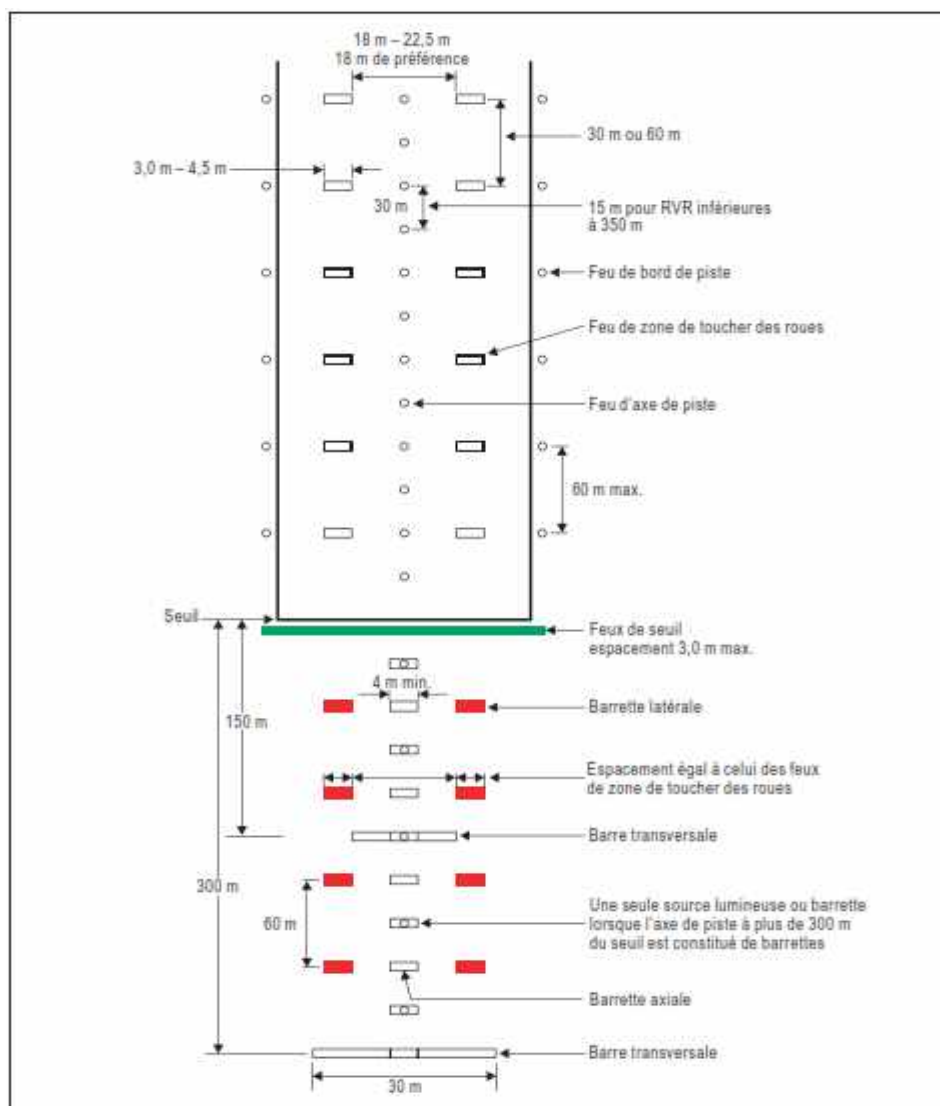 18 m – 22,5 m
18 m de préférence
30 m ou 60 m
3,0 m – 4,5 m
30 m
15 m pour RVR inférieures
à 350 m
Feu de bord de piste
Feu de zone de toucher des roues
Feu d'axe de piste
60 m max.
Seuil
Feux de seuil
espacement 3,0 m max.
4 m min.
Barrette latérale
150 m
Espacement égal à celui des feux
de zone de toucher des roues
Barre transversale
300 m
60 m
Une seule source lumineuse ou barrette
lorsque l'axe de piste à plus de 300 m
du seuil est constitué de barrettes
Barrette axiale
Barre transversale
30 m